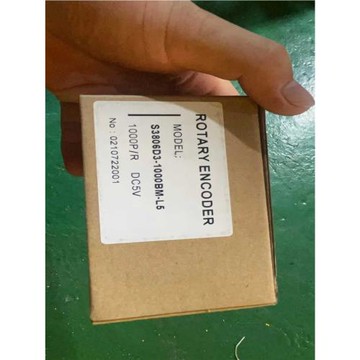 ROTARY ENCODER
MODEL:
S3806D3-1000BM-L5
1000P/R DC5V
No : 0210722001